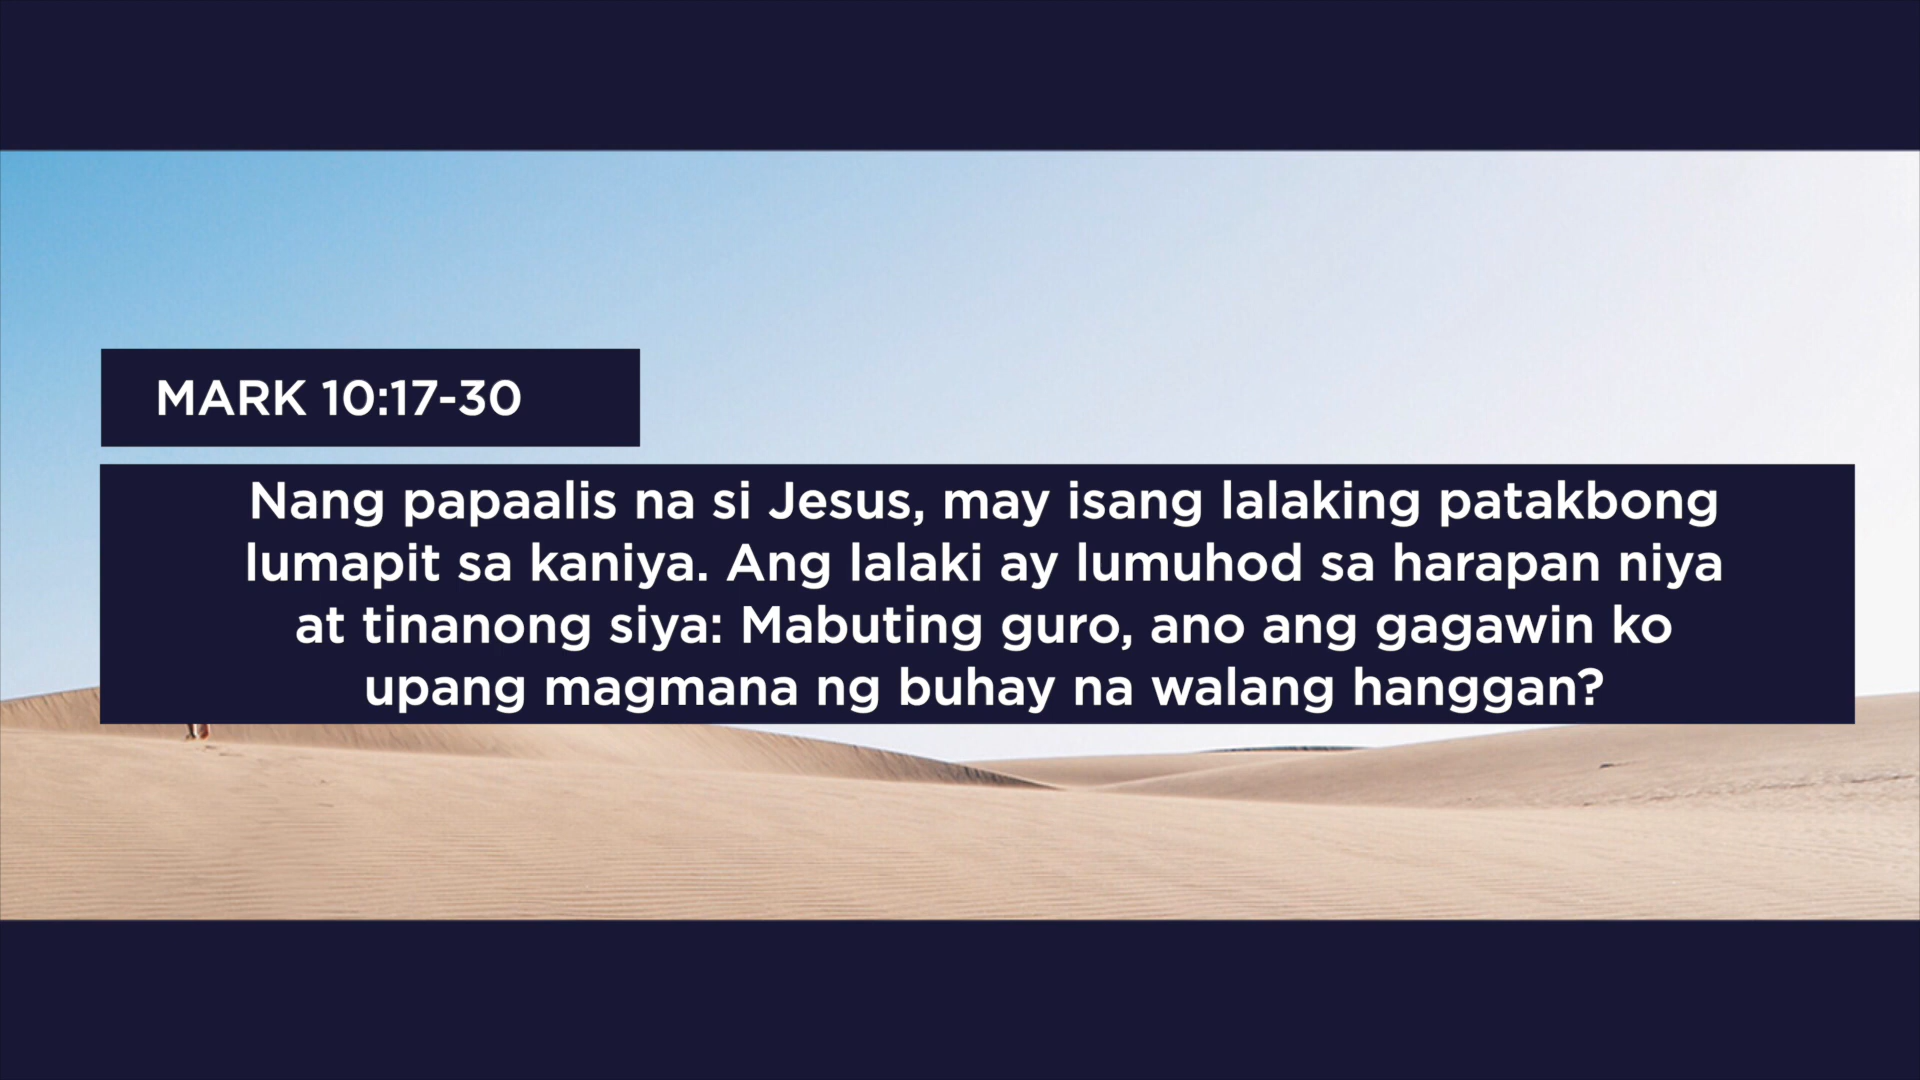 MARK 10:17-30
Nang papaalis na si Jesus, may isang lalaking patakbong
lumapit sa kaniya. Ang lalaki ay lumuhod sa harapan niya
at tinanong siya: Mabuting guro, ano ang gagawin ko
upang magmana ng buhay na walang hanggan?